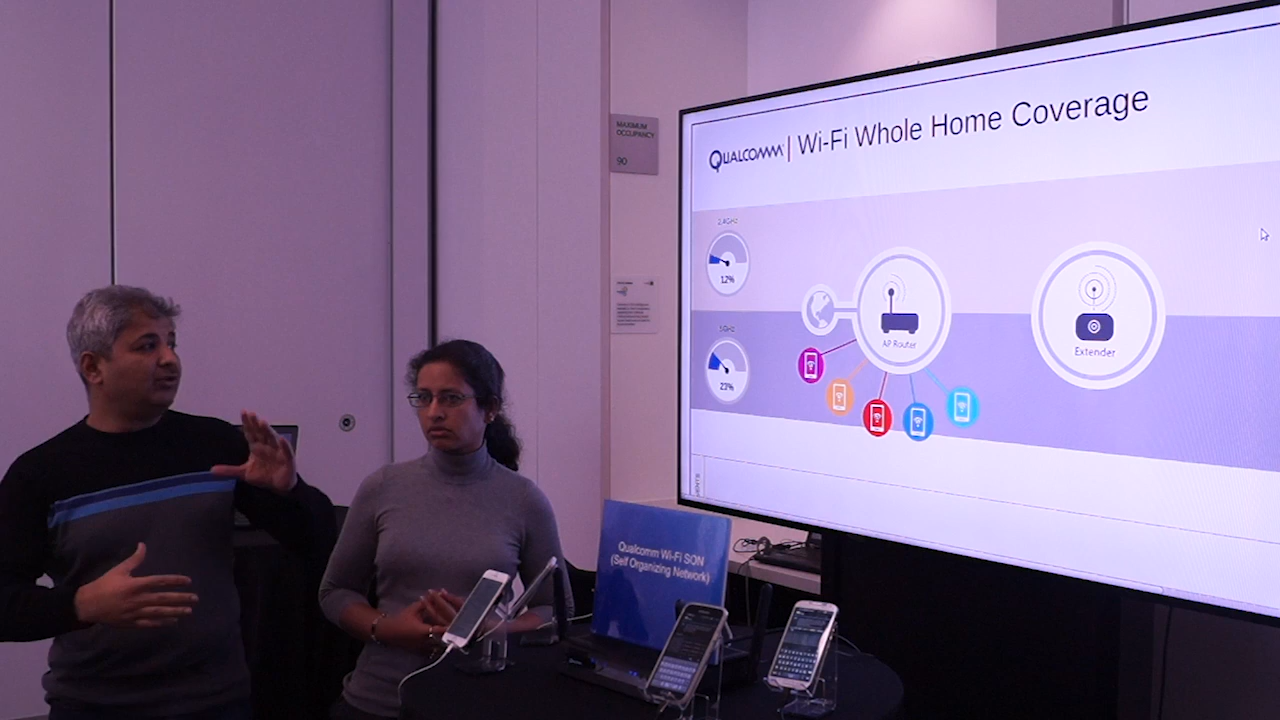 MAXIMUM
OCCUPANCY
90
QUALCOMM | Wi-Fi Whole Home Coverage
2.4GHz
12%
5GHz
23%
AP Router
Extender
Qualcomm Wi-Fi SON
(Self Organizing Network)